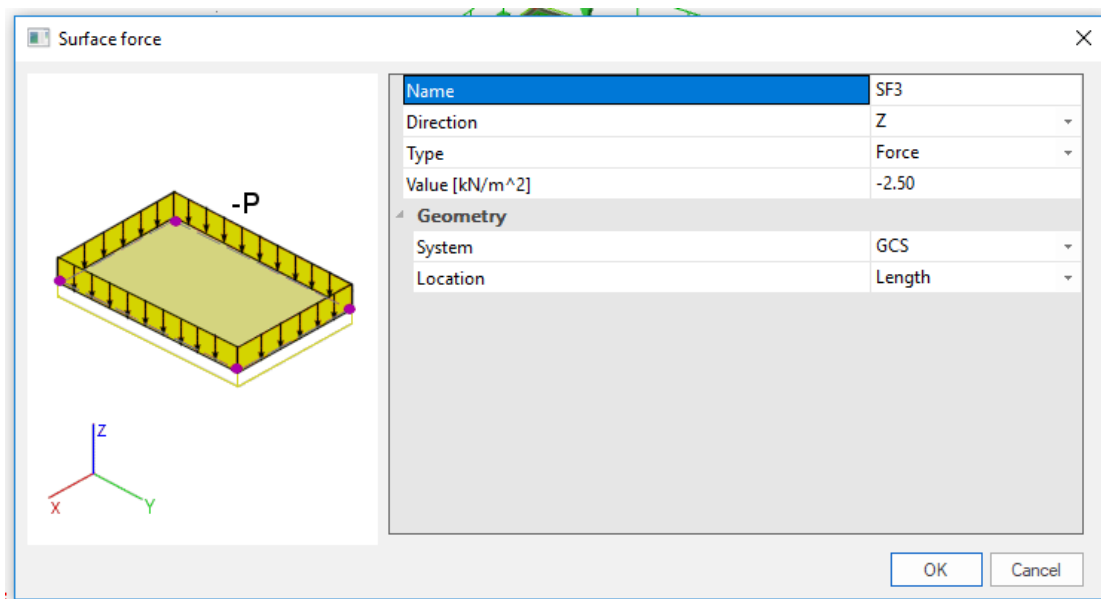 Surface force
-P
Z
X
Y
Name SF3
Direction Z
Type Force
Value [kN/m^2] -2.50
Geometry
System GCS
Location Length
OK Cancel